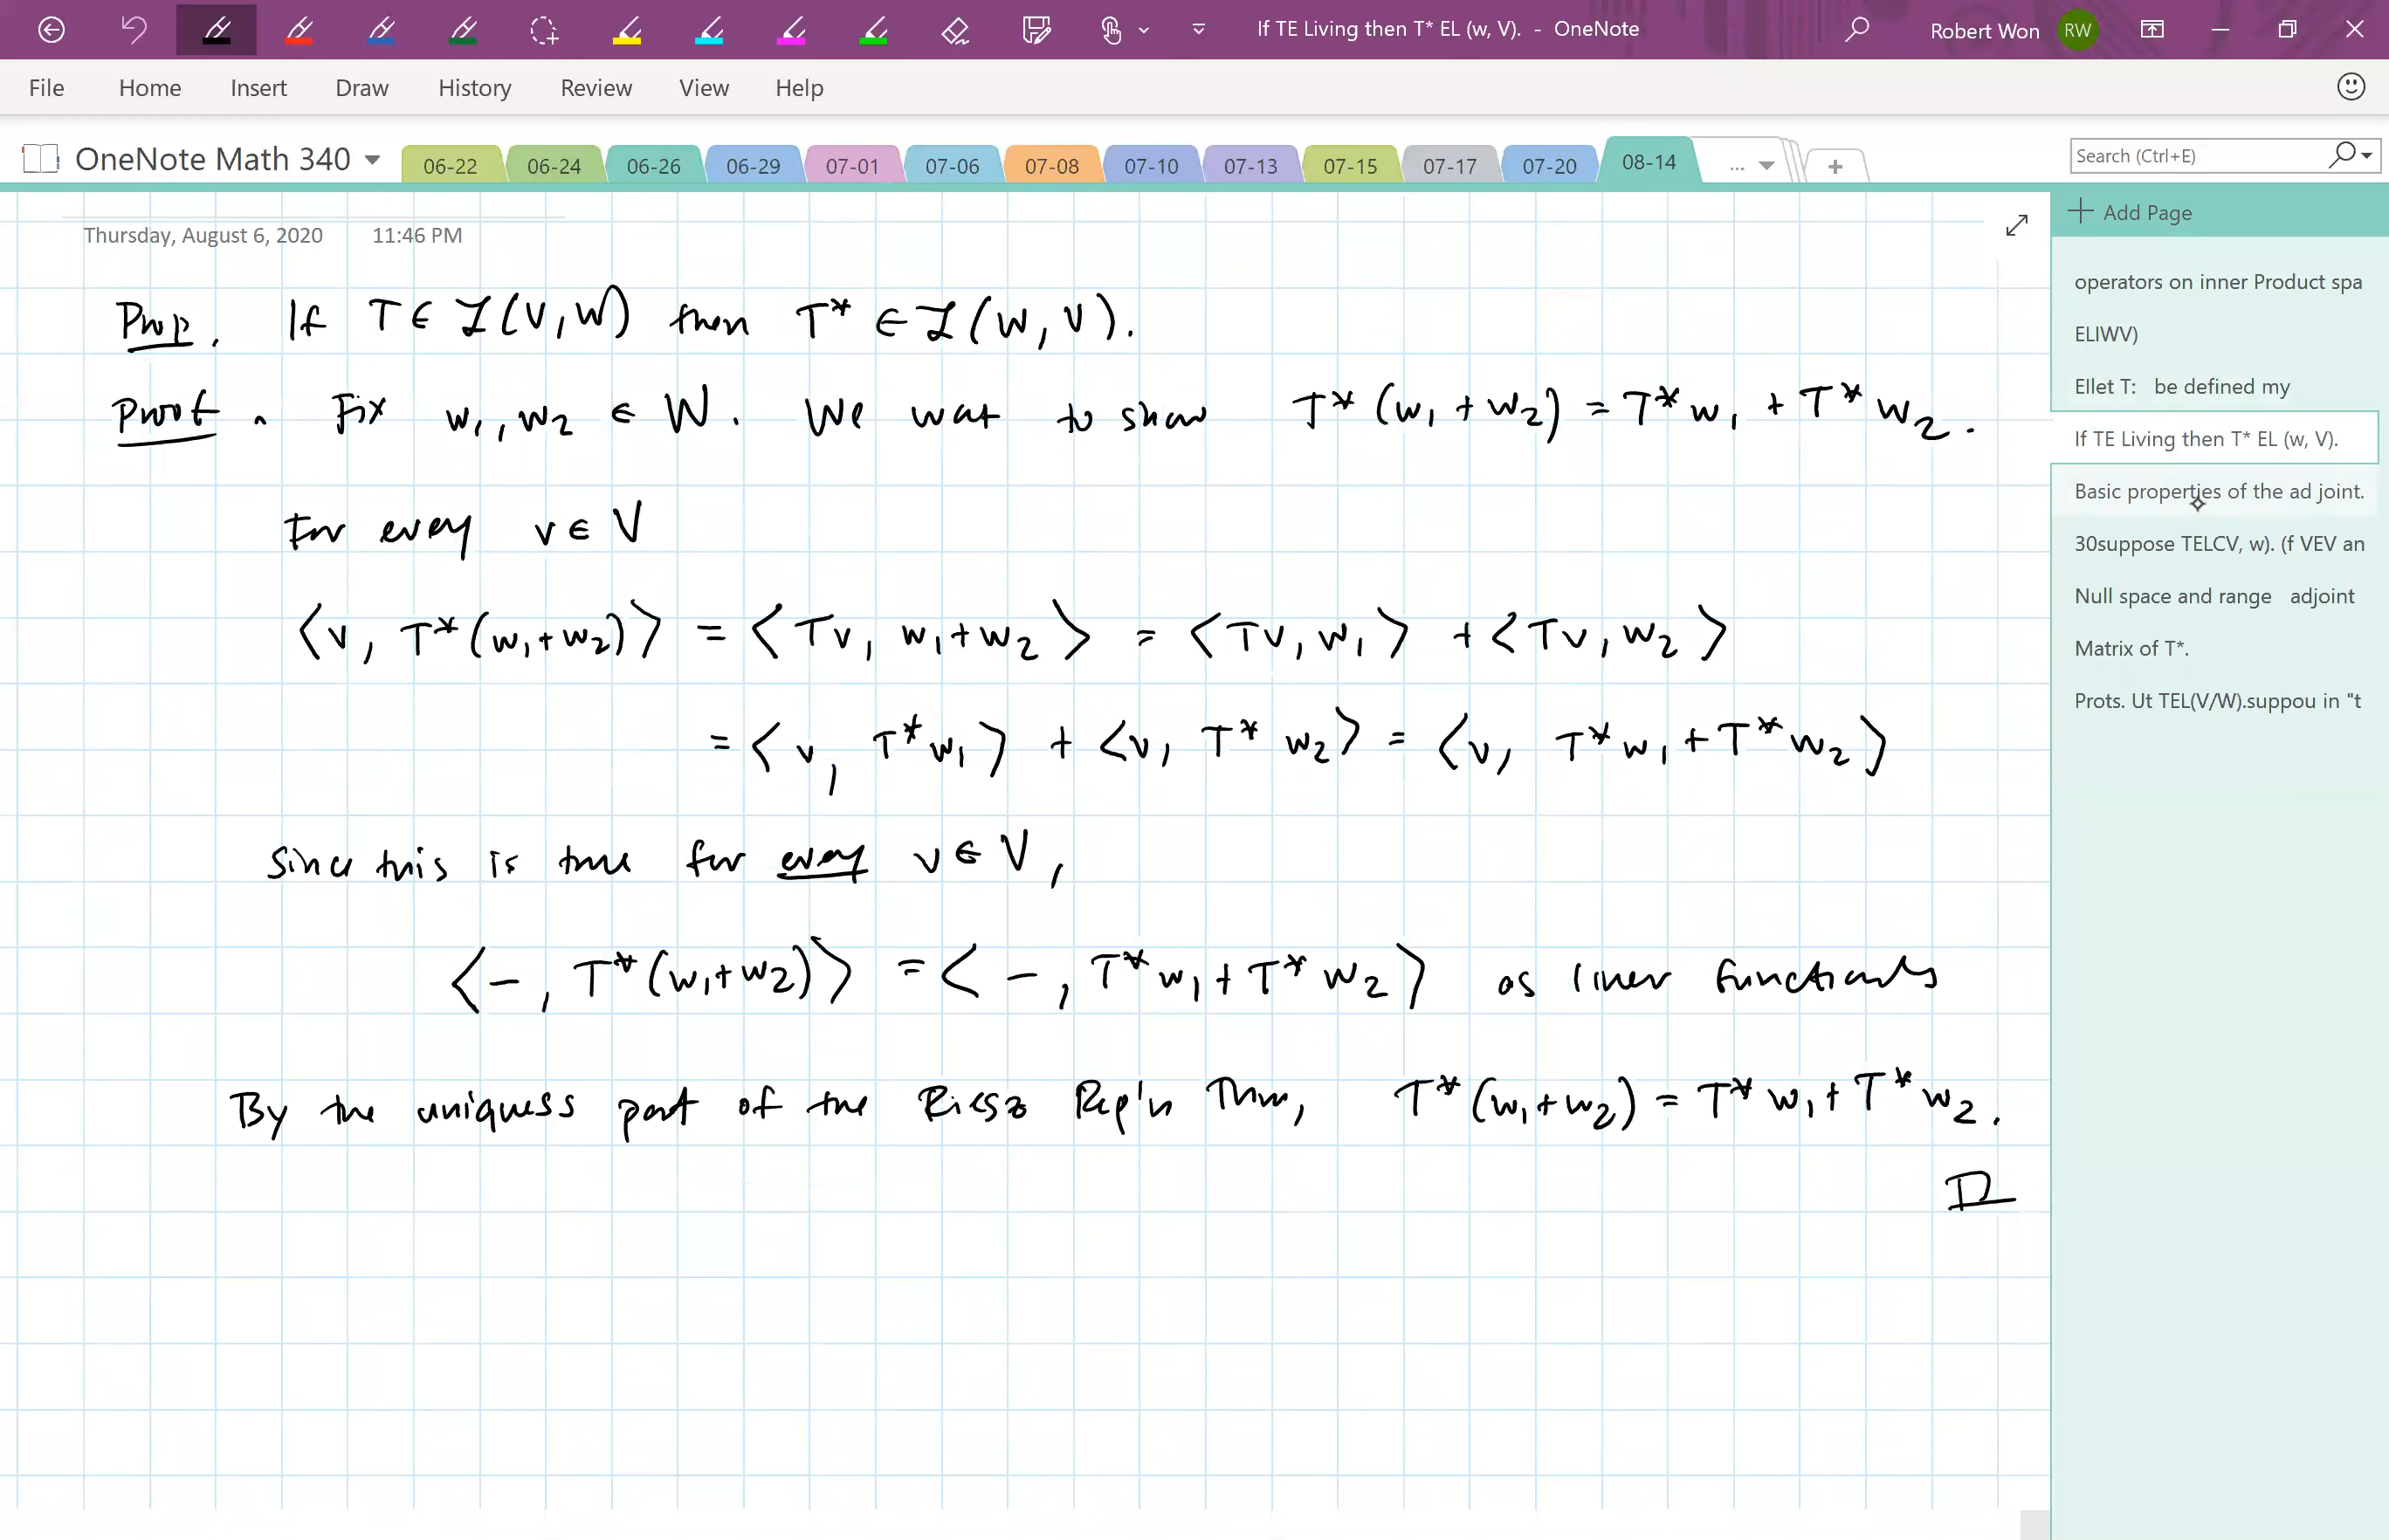 If TE Living then T* EL (w, V). - OneNote
Robert Won RW
File Home Insert Draw History Review View Help
OneNote Math 340
06-22 06-24 06-26 06-29 07-01 07-06 07-08 07-10 07-13 07-15 07-17 07-20 08-14 ... +
Search (Ctrl+E)
Thursday, August 6, 2020 11:46 PM
Prop. If T ∈ ℒ(V, W) then T* ∈ ℒ(W, V).
Proof. Fix w₁, w₂ ∈ W. We want to show T*(w₁ + w₂) = T*w₁ + T*w₂.
For every v ∈ V
⟨v, T*(w₁+w₂)⟩ = ⟨Tv, w₁+w₂⟩ = ⟨Tv, w₁⟩ + ⟨Tv, w₂⟩
= ⟨v, T*w₁⟩ + ⟨v, T*w₂⟩ = ⟨v, T*w₁ + T*w₂⟩
Since this is true for every v ∈ V,
⟨–, T*(w₁+w₂)⟩ = ⟨–, T*w₁ + T*w₂⟩ as linear functionals
By the uniqness part of the Riesz Rep'n Thm, T*(w₁+w₂) = T*w₁ + T*w₂.
Add Page
operators on inner Product spa
ELIWV)
Ellet T: be defined my
If TE Living then T* EL (w, V).
Basic properties of the ad joint.
30suppose TELCV, w). (f VEV an
Null space and range adjoint
Matrix of T*.
Prots. Ut TEL(V/W).suppou in "t